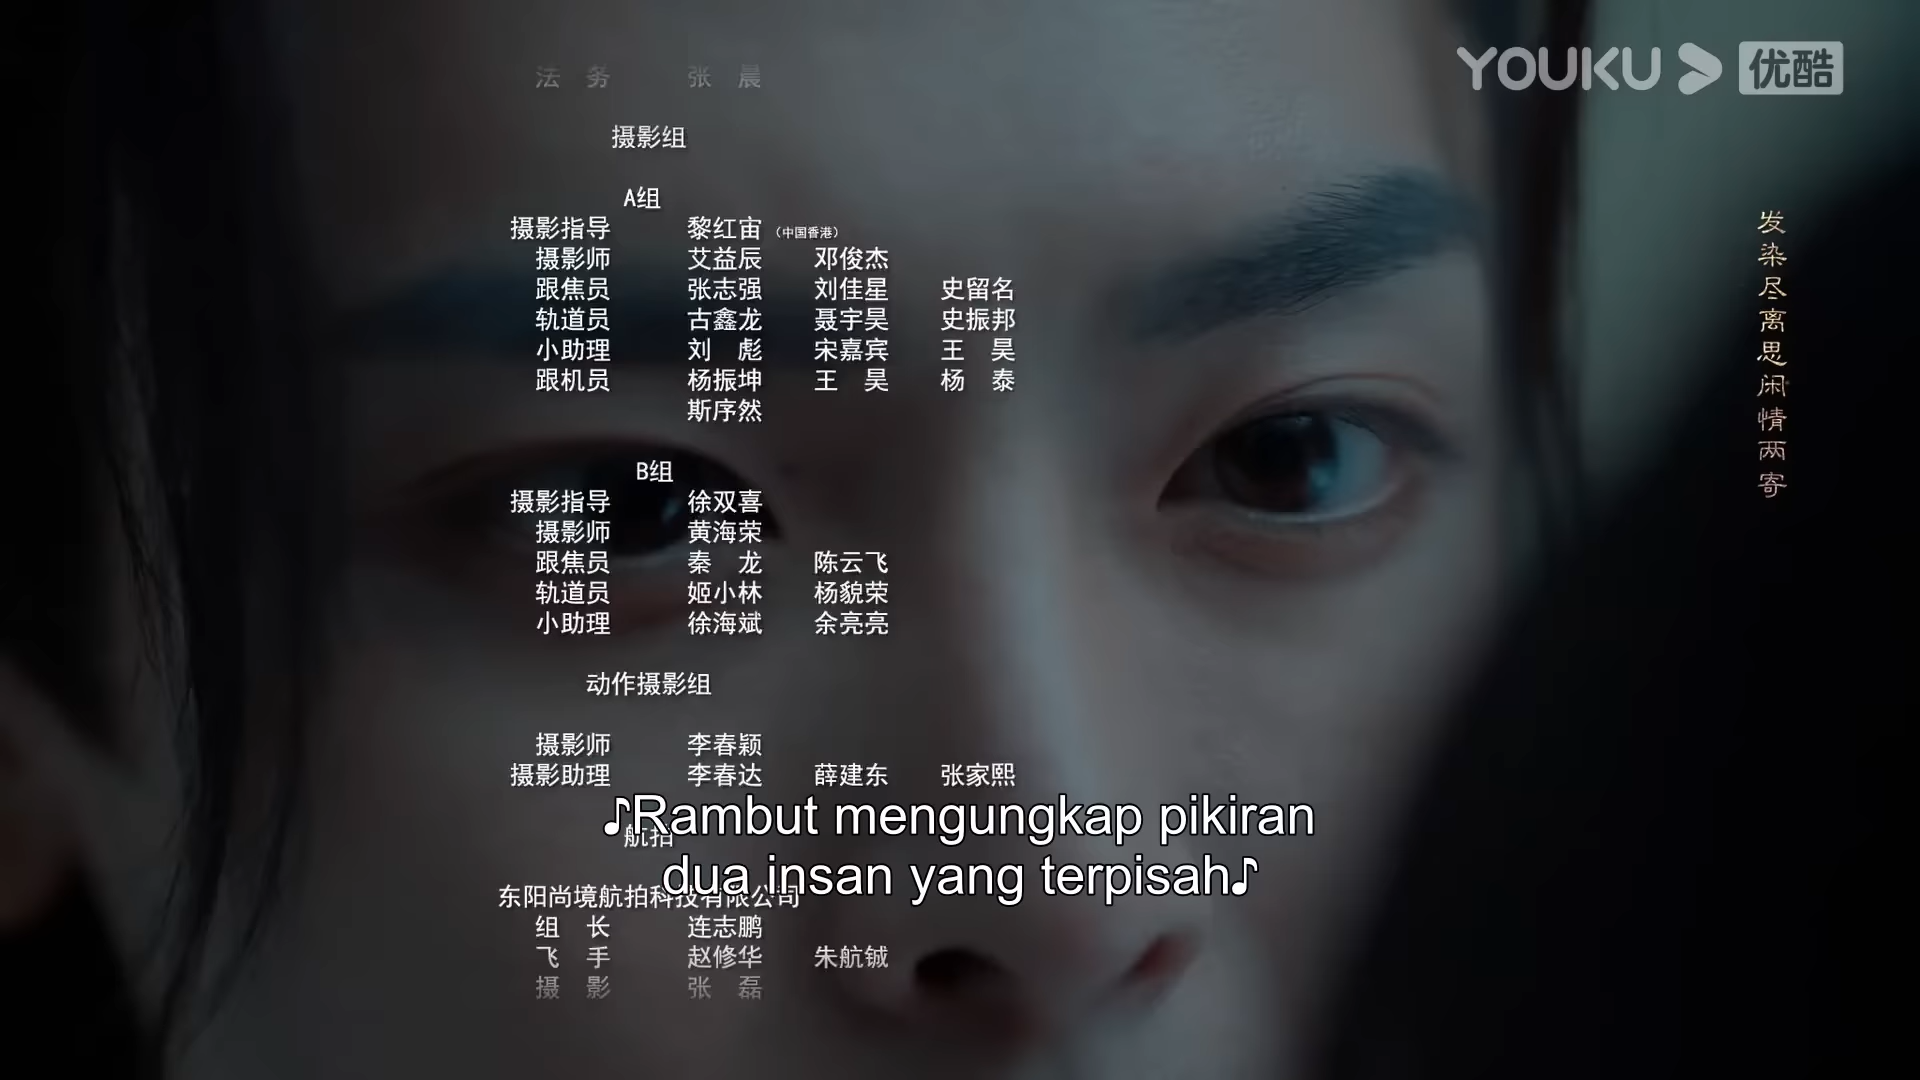 YOUKU 优酷
法 务 张 晨
摄影组
A组
摄影指导 黎红宙（中国香港）
摄影师 艾益辰 邓俊杰
跟焦员 张志强 刘佳星 史留名
轨道员 古鑫龙 聂宇昊 史振邦
小助理 刘 彪 宋嘉宾 王 昊
跟机员 杨振坤 王 昊 杨 泰
斯序然
B组
摄影指导 徐双喜
摄影师 黄海荣
跟焦员 秦 龙 陈云飞
轨道员 姬小林 杨貌荣
小助理 徐海斌 余亮亮
动作摄影组
摄影师 李春颖
摄影助理 李春达 薛建东 张家熙
航拍
东阳尚境航拍科技有限公司
组 长 连志鹏
飞 手 赵修华 朱航铖
摄 影 张 磊
♪Rambut mengungkap pikiran
dua insan yang terpisah♪
发染尽离思闲情两寄